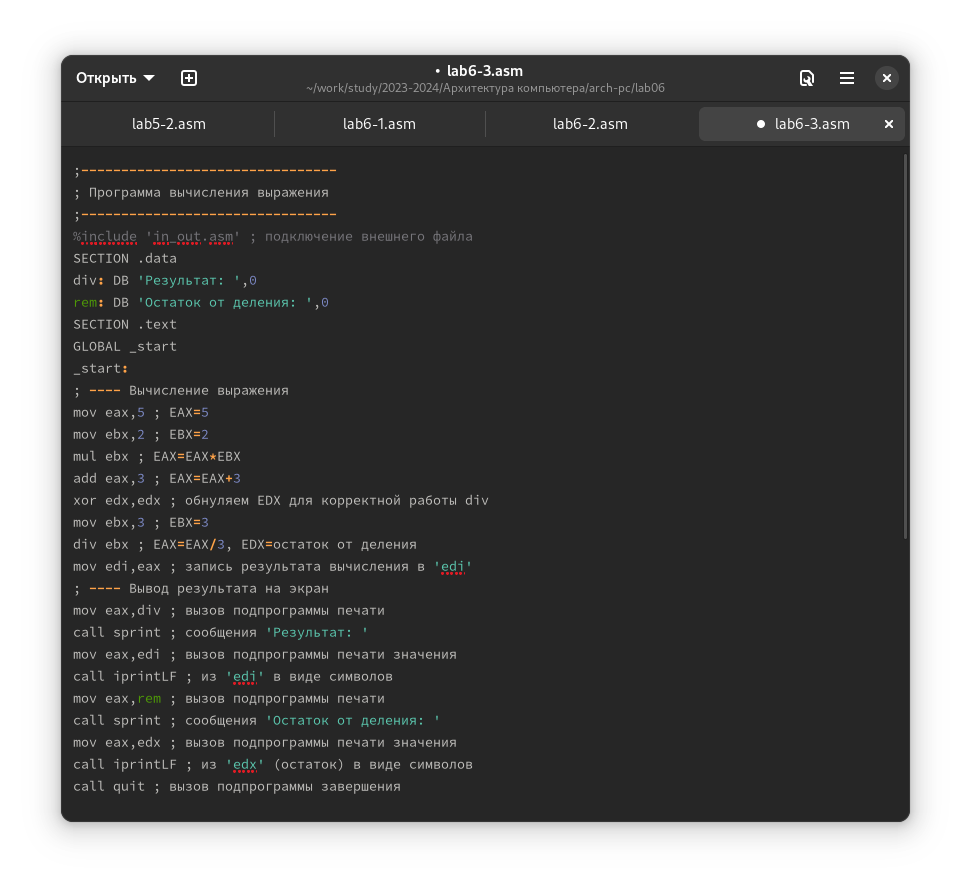 Открыть
• lab6-3.asm
~/work/study/2023-2024/Архитектура компьютера/arch-pc/lab06
lab5-2.asm lab6-1.asm lab6-2.asm ● lab6-3.asm
;--------------------------------
; Программа вычисления выражения
;--------------------------------
%include 'in_out.asm' ; подключение внешнего файла
SECTION .data
div: DB 'Результат: ',0
rem: DB 'Остаток от деления: ',0
SECTION .text
GLOBAL _start
_start:
; ---- Вычисление выражения
mov eax,5 ; EAX=5
mov ebx,2 ; EBX=2
mul ebx ; EAX=EAX*EBX
add eax,3 ; EAX=EAX+3
xor edx,edx ; обнуляем EDX для корректной работы div
mov ebx,3 ; EBX=3
div ebx ; EAX=EAX/3, EDX=остаток от деления
mov edi,eax ; запись результата вычисления в 'edi'
; ---- Вывод результата на экран
mov eax,div ; вызов подпрограммы печати
call sprint ; сообщения 'Результат: '
mov eax,edi ; вызов подпрограммы печати значения
call iprintLF ; из 'edi' в виде символов
mov eax,rem ; вызов подпрограммы печати
call sprint ; сообщения 'Остаток от деления: '
mov eax,edx ; вызов подпрограммы печати значения
call iprintLF ; из 'edx' (остаток) в виде символов
call quit ; вызов подпрограммы завершения